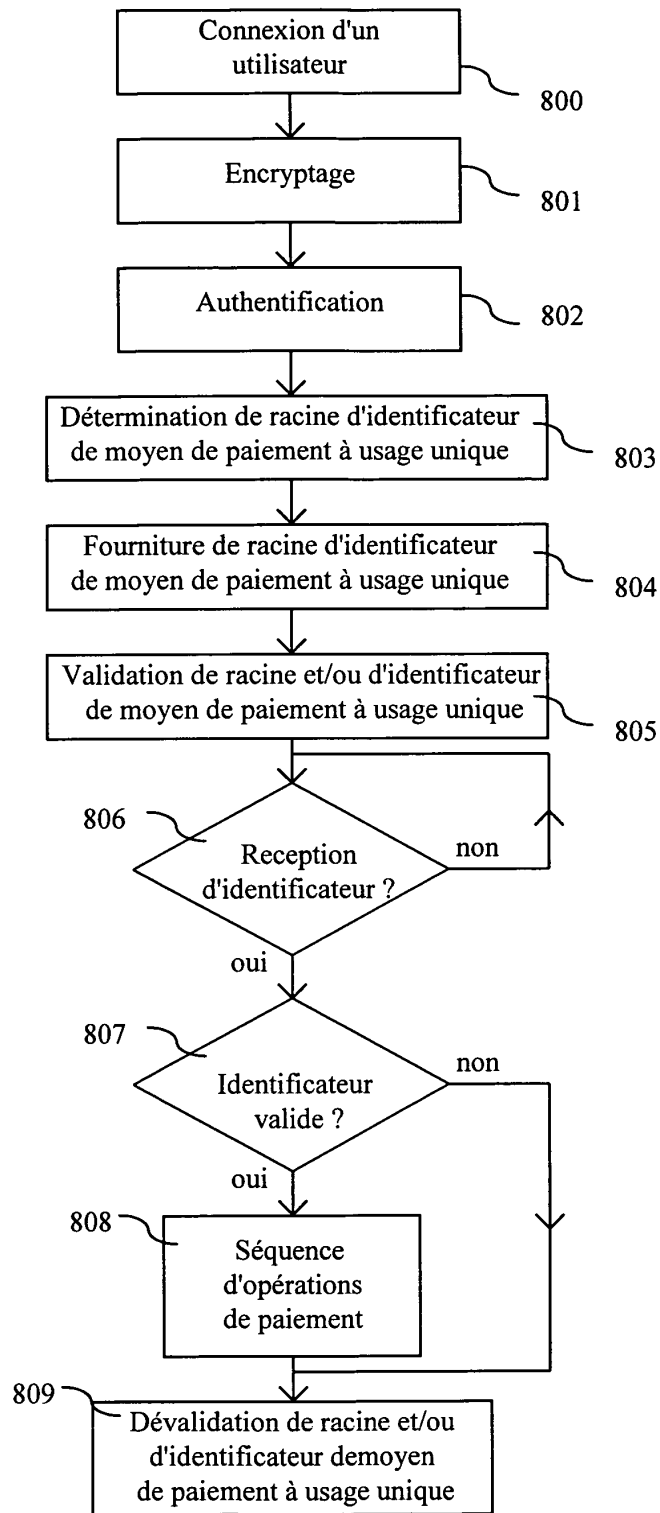 Connexion d'un
utilisateur
800
Encryptage
801
Authentification
802
Détermination de racine d'identificateur
de moyen de paiement à usage unique
803
Fourniture de racine d'identificateur
de moyen de paiement à usage unique
804
Validation de racine et/ou d'identificateur
de moyen de paiement à usage unique
805
806
Reception
d'identificateur ?
non
oui
807
Identificateur
valide ?
non
oui
808
Séquence
d'opérations
de paiement
809
Dévalidation de racine et/ou
d'identificateur demoyen
de paiement à usage unique